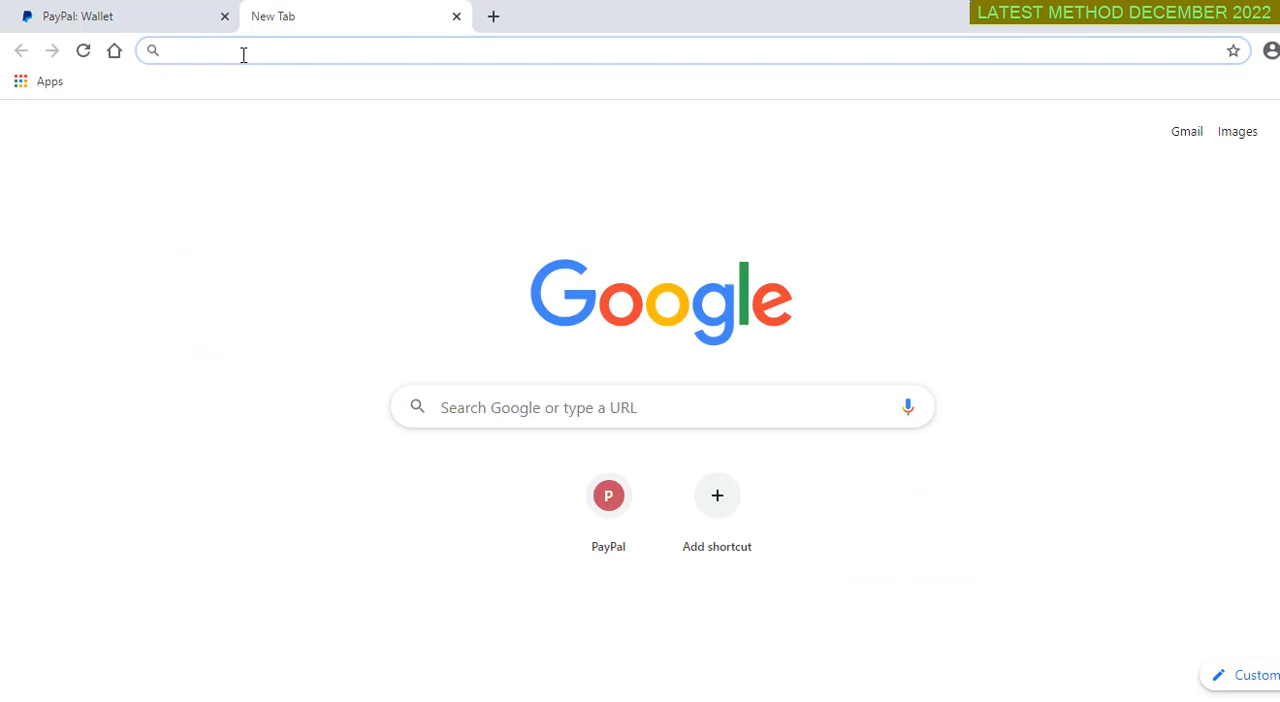 PayPal: Wallet
New Tab
LATEST METHOD DECEMBER 2022
Apps
Gmail
Images
Google
Search Google or type a URL
P
PayPal
Add shortcut
Custom